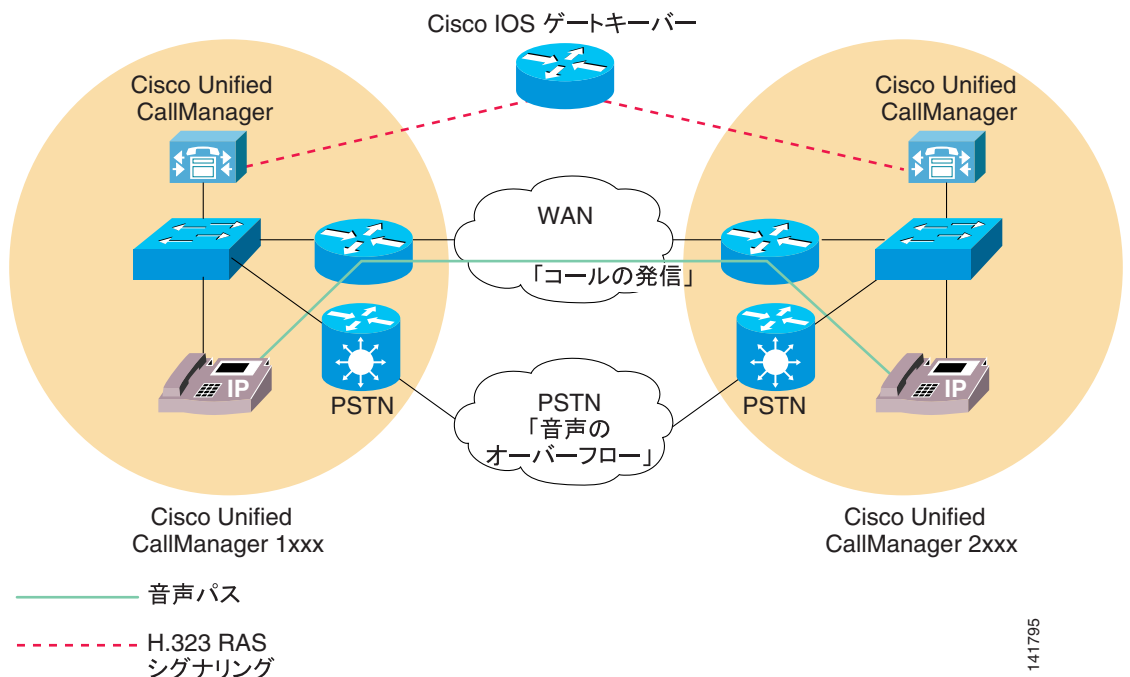 Cisco IOS ゲートキーパー
Cisco Unified
CallManager
Cisco Unified
CallManager
WAN
「コールの発信」
IP
PSTN
PSTN
「音声の
オーバーフロー」
PSTN
IP
Cisco Unified
CallManager 1xxx
Cisco Unified
CallManager 2xxx
音声パス
H.323 RAS
シグナリング
141795